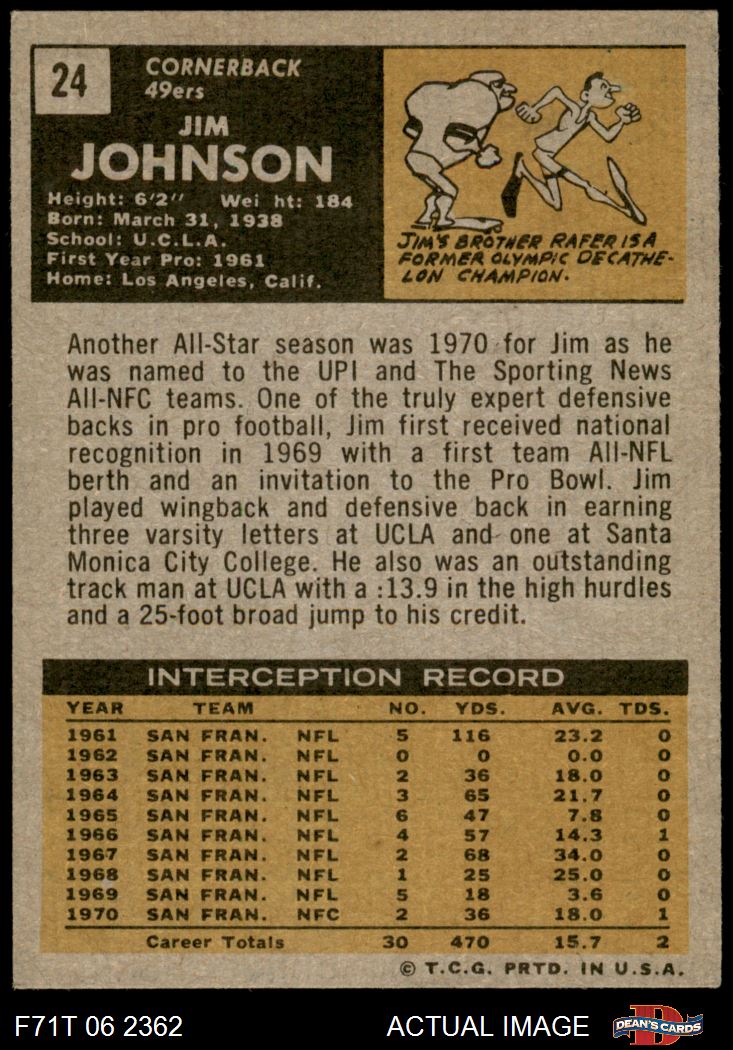 24
CORNERBACK
49ers
JIM
JOHNSON
Height: 6'2" Wei ht: 184
Born: March 31, 1938
School: U.C.L.A.
First Year Pro: 1961
Home: Los Angeles, Calif.
JIM'S BROTHER RAFER IS A
FORMER OLYMPIC DECATHE-
LON CHAMPION.
Another All-Star season was 1970 for Jim as he
was named to the UPI and The Sporting News
All-NFC teams. One of the truly expert defensive
backs in pro football, Jim first received national
recognition in 1969 with a first team All-NFL
berth and an invitation to the Pro Bowl. Jim
played wingback and defensive back in earning
three varsity letters at UCLA and one at Santa
Monica City College. He also was an outstanding
track man at UCLA with a :13.9 in the high hurdles
and a 25-foot broad jump to his credit.
INTERCEPTION RECORD
YEAR TEAM NO. YDS. AVG. TDS.
1961 SAN FRAN. NFL 5 116 23.2 0
1962 SAN FRAN. NFL 0 0 0.0 0
1963 SAN FRAN. NFL 2 36 18.0 0
1964 SAN FRAN. NFL 3 65 21.7 0
1965 SAN FRAN. NFL 6 47 7.8 0
1966 SAN FRAN. NFL 4 57 14.3 1
1967 SAN FRAN. NFL 2 68 34.0 0
1968 SAN FRAN. NFL 1 25 25.0 0
1969 SAN FRAN. NFL 5 18 3.6 0
1970 SAN FRAN. NFC 2 36 18.0 1
Career Totals 30 470 15.7 2
© T.C.G. PRTD. IN U.S.A.
F71T 06 2362 ACTUAL IMAGE D DEAN'S CARDS